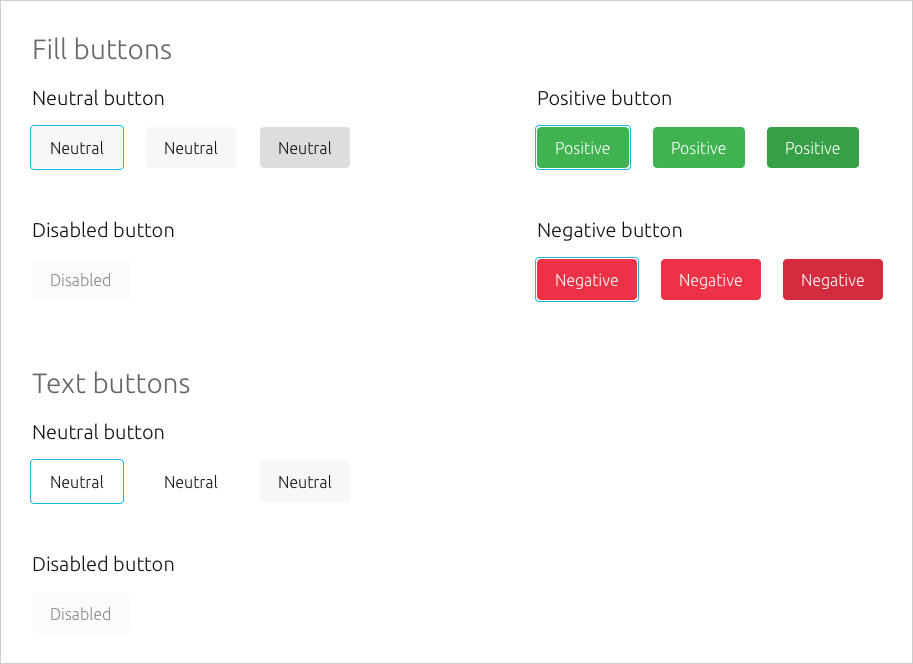 Fill buttons
Neutral button
Neutral Neutral Neutral
Positive button
Positive Positive Positive
Disabled button
Disabled
Negative button
Negative Negative Negative
Text buttons
Neutral button
Neutral Neutral Neutral
Disabled button
Disabled